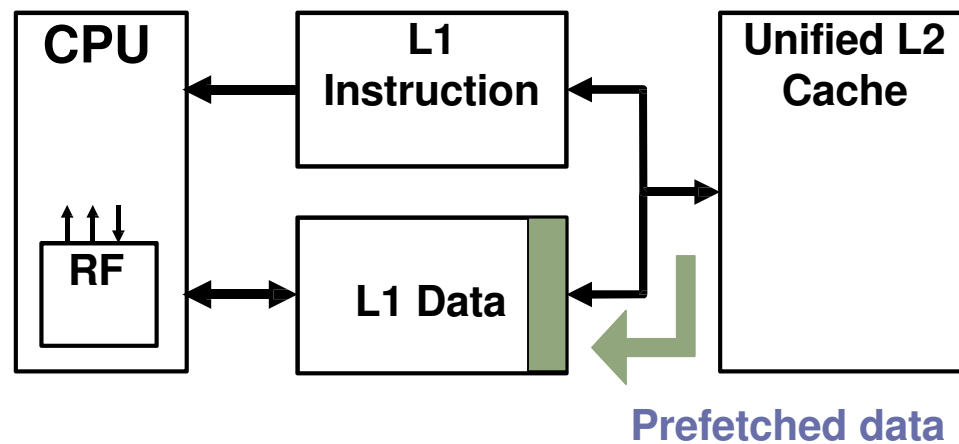 CPU
L1
Instruction
Unified L2
Cache
RF
L1 Data
Prefetched data